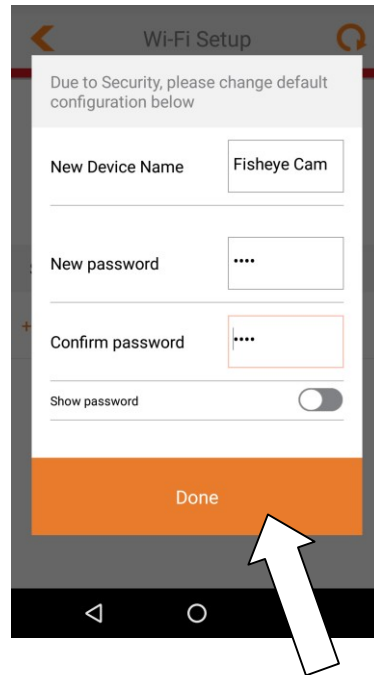 Wi-Fi Setup
Due to Security, please change default
configuration below
New Device Name
Fisheye Cam
New password
••••
Confirm password
••••
Show password
Done